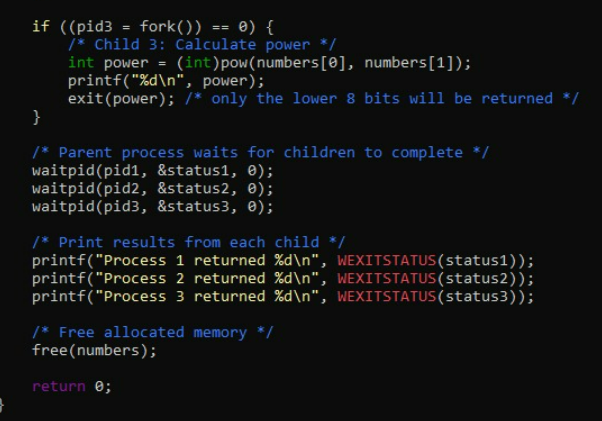 if ((pid3 = fork()) == 0) {
/* Child 3: Calculate power */
int power = (int)pow(numbers[0], numbers[1]);
printf("%d\n", power);
exit(power); /* only the lower 8 bits will be returned */
}
/* Parent process waits for children to complete */
waitpid(pid1, &status1, 0);
waitpid(pid2, &status2, 0);
waitpid(pid3, &status3, 0);
/* Print results from each child */
printf("Process 1 returned %d\n", WEXITSTATUS(status1));
printf("Process 2 returned %d\n", WEXITSTATUS(status2));
printf("Process 3 returned %d\n", WEXITSTATUS(status3));
/* Free allocated memory */
free(numbers);
return 0;
}